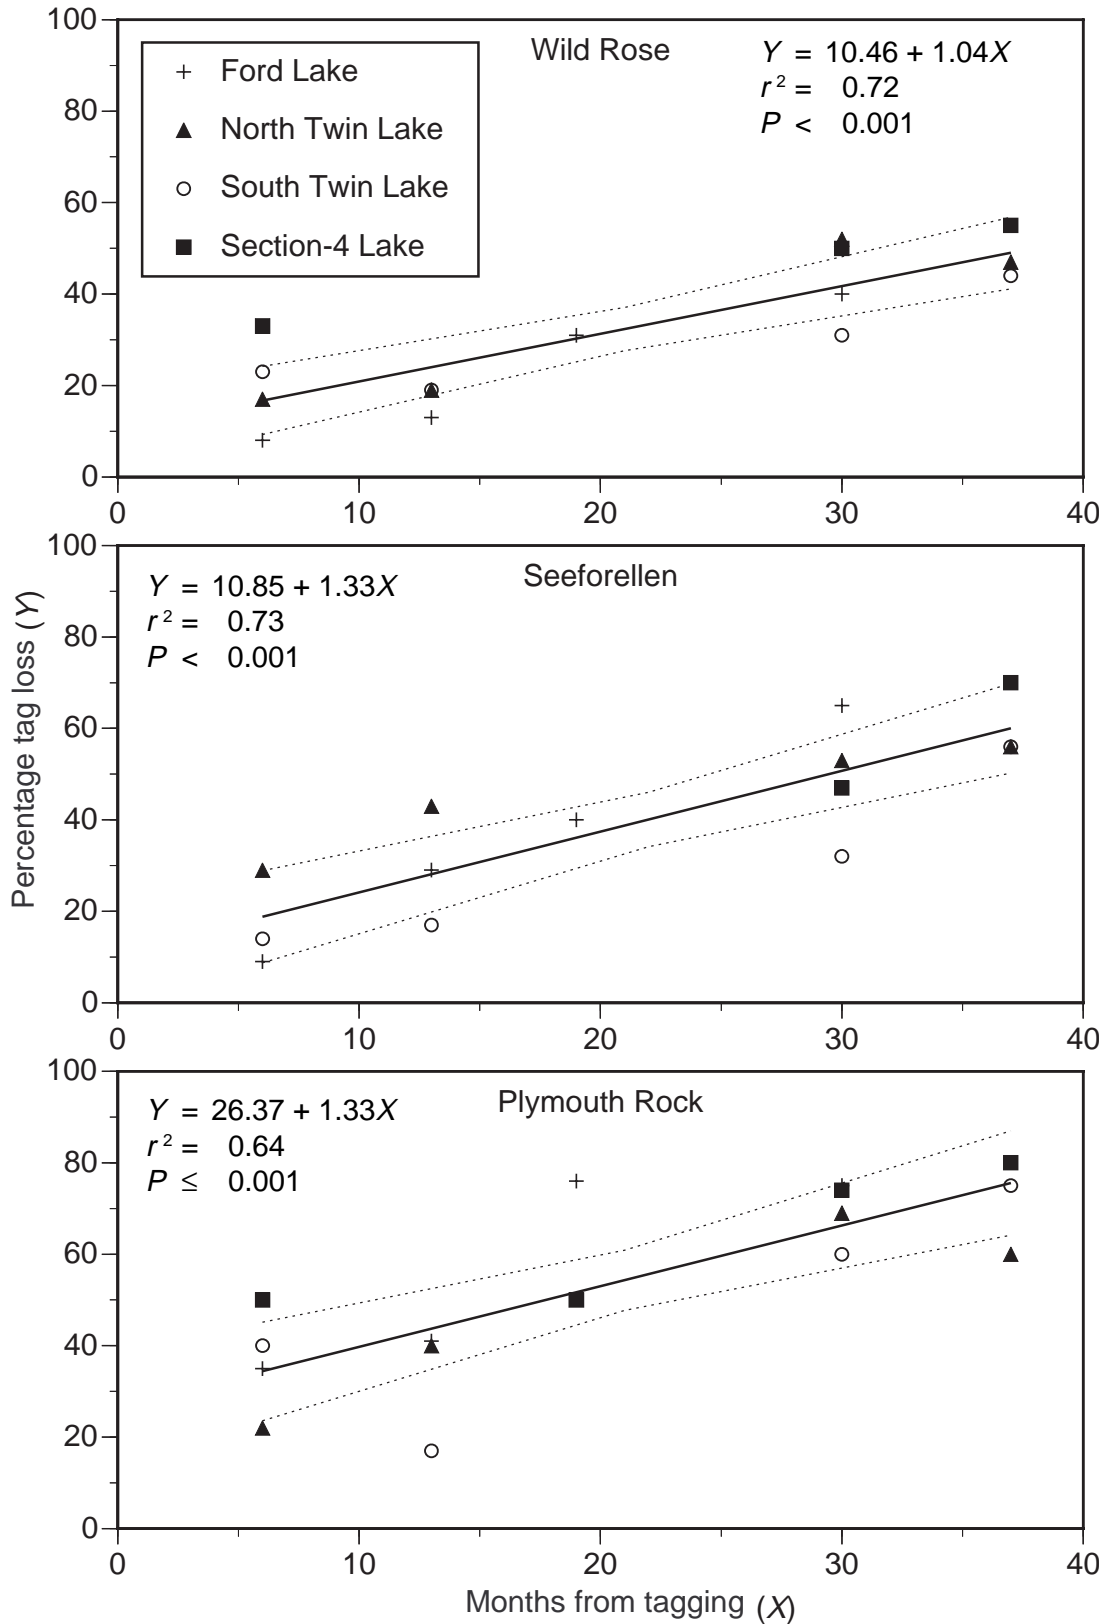 100
80
60
40
20
0
Ford Lake
North Twin Lake
South Twin Lake
Section-4 Lake
Wild Rose
Y = 10.46 + 1.04X
r² = 0.72
P < 0.001
0 10 20 30 40
Percentage tag loss (Y)
100
80
60
40
20
0
Y = 10.85 + 1.33X
r² = 0.73
P < 0.001
Seeforellen
0 10 20 30 40
100
80
60
40
20
0
Y = 26.37 + 1.33X
r² = 0.64
P ≤ 0.001
Plymouth Rock
0 10 20 30 40
Months from tagging (X)